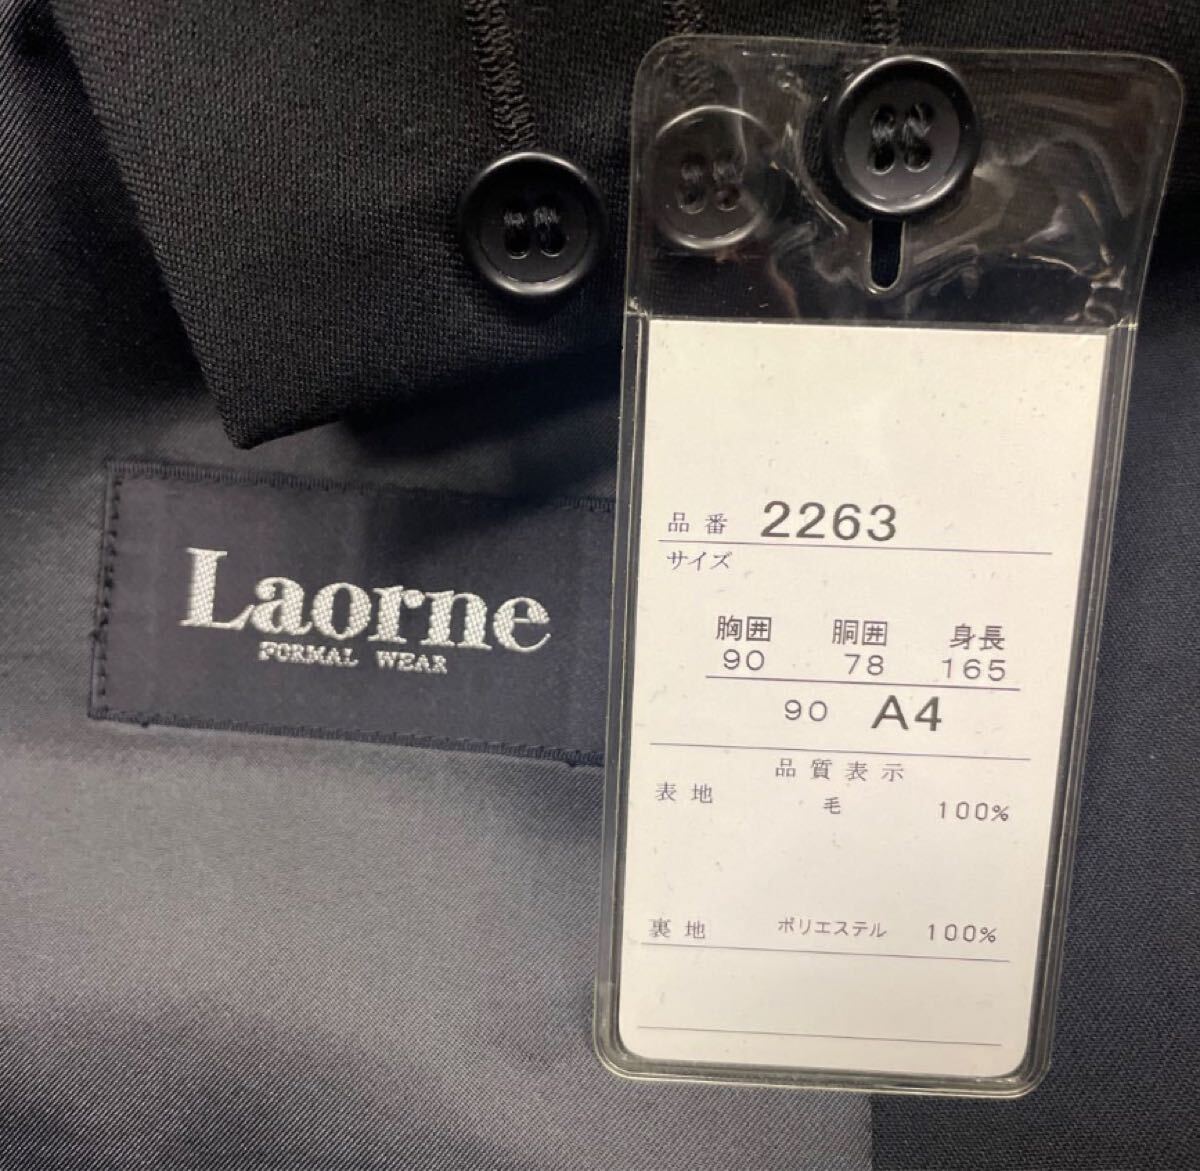 Laorne
FORMAL WEAR
品番 2263
サイズ
胸囲 胴囲 身長
90 78 165
90 A4
品質表示
表地 毛 100%
裏地 ポリエステル 100%